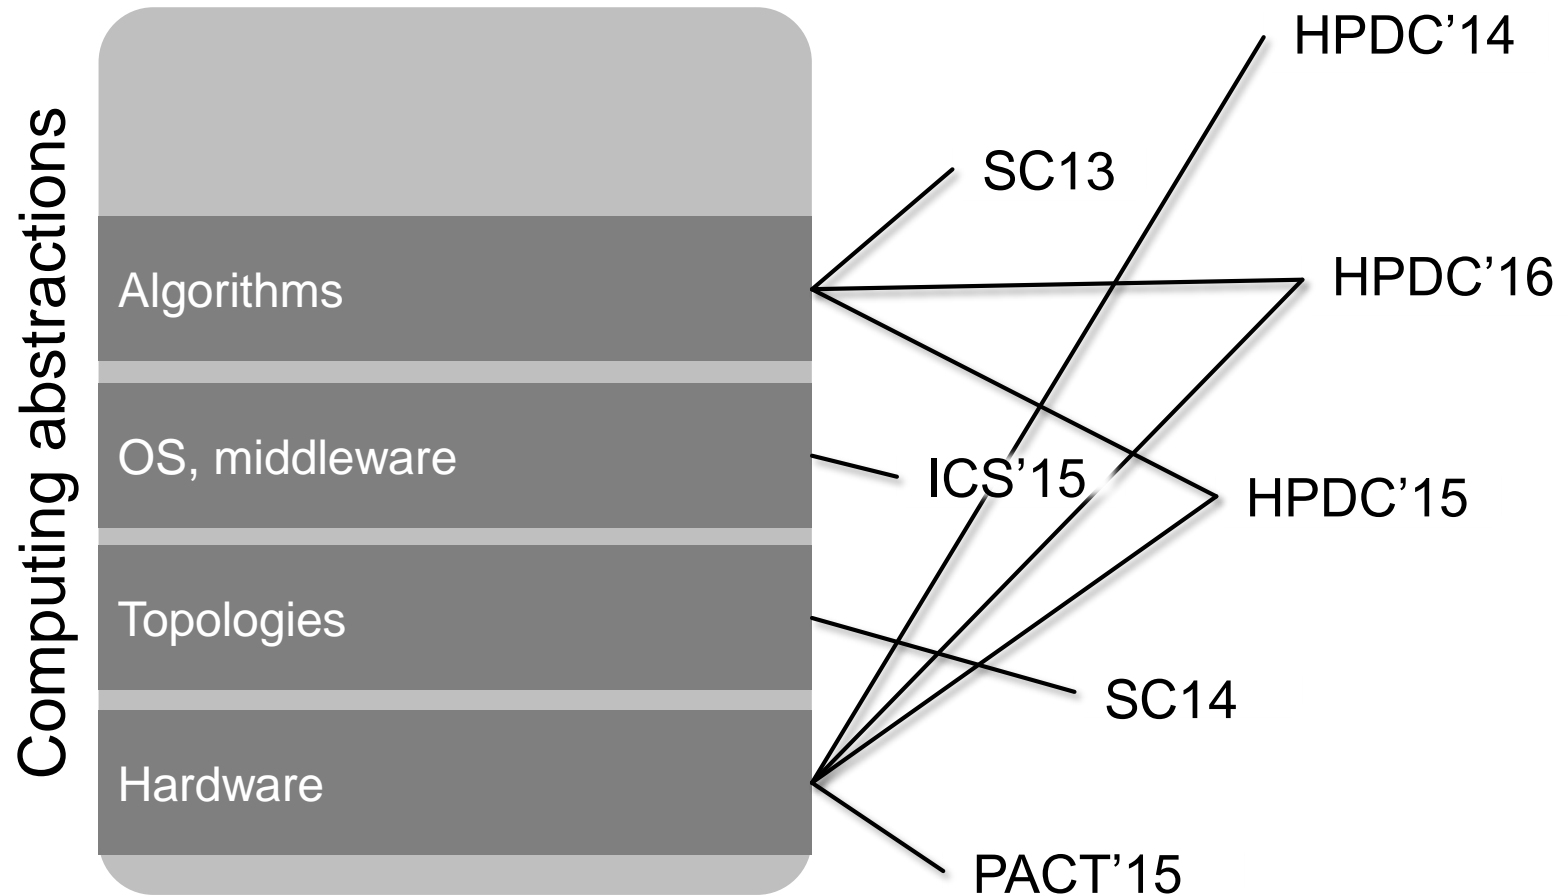 Computing abstractions
Algorithms
OS, middleware
Topologies
Hardware
HPDC’14
SC13
HPDC’16
ICS’15
HPDC’15
SC14
PACT’15